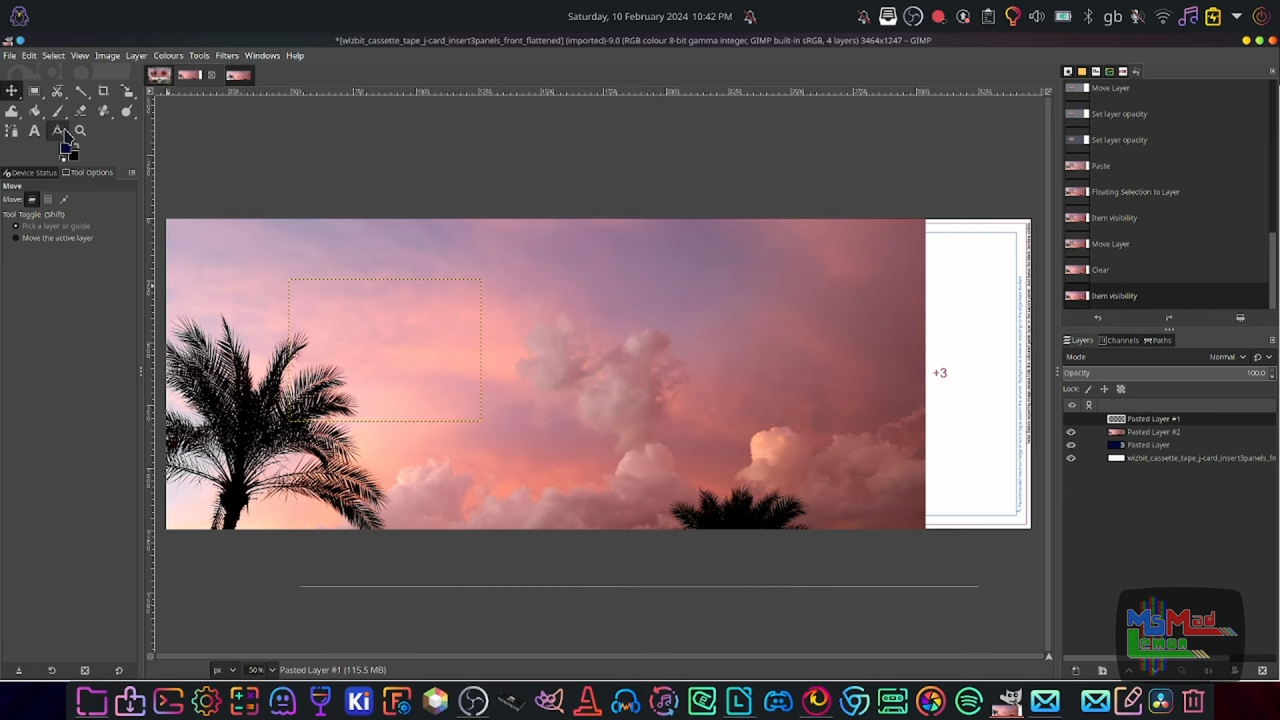 Saturday, 10 February 2024 10:42 PM
gb
*[wizbit_cassette_tape_j-card_insert3panels_front_flattened] (imported)-9.0 (RGB colour 8-bit gamma integer, GIMP built-in sRGB, 4 layers) 3464x1247 – GIMP
File Edit Select View Image Layer Colours Tools Filters Windows Help
Device Status Tool Options
Move
Move:
Tool Toggle (Shift)
Pick a layer or guide
Move the active layer
+3
Move Layer
Set layer opacity
Set layer opacity
Paste
Floating Selection to Layer
Item visibility
Move Layer
Clear
Item visibility
Layers Channels Paths
Mode Normal
Opacity 100.0
Lock:
Pasted Layer #1
Pasted Layer #2
Pasted Layer
wizbit_cassette_tape_j-card_insert3panels_fr
MsMad
Lemon
px 50% Pasted Layer #1 (115.5 MB)
Ki